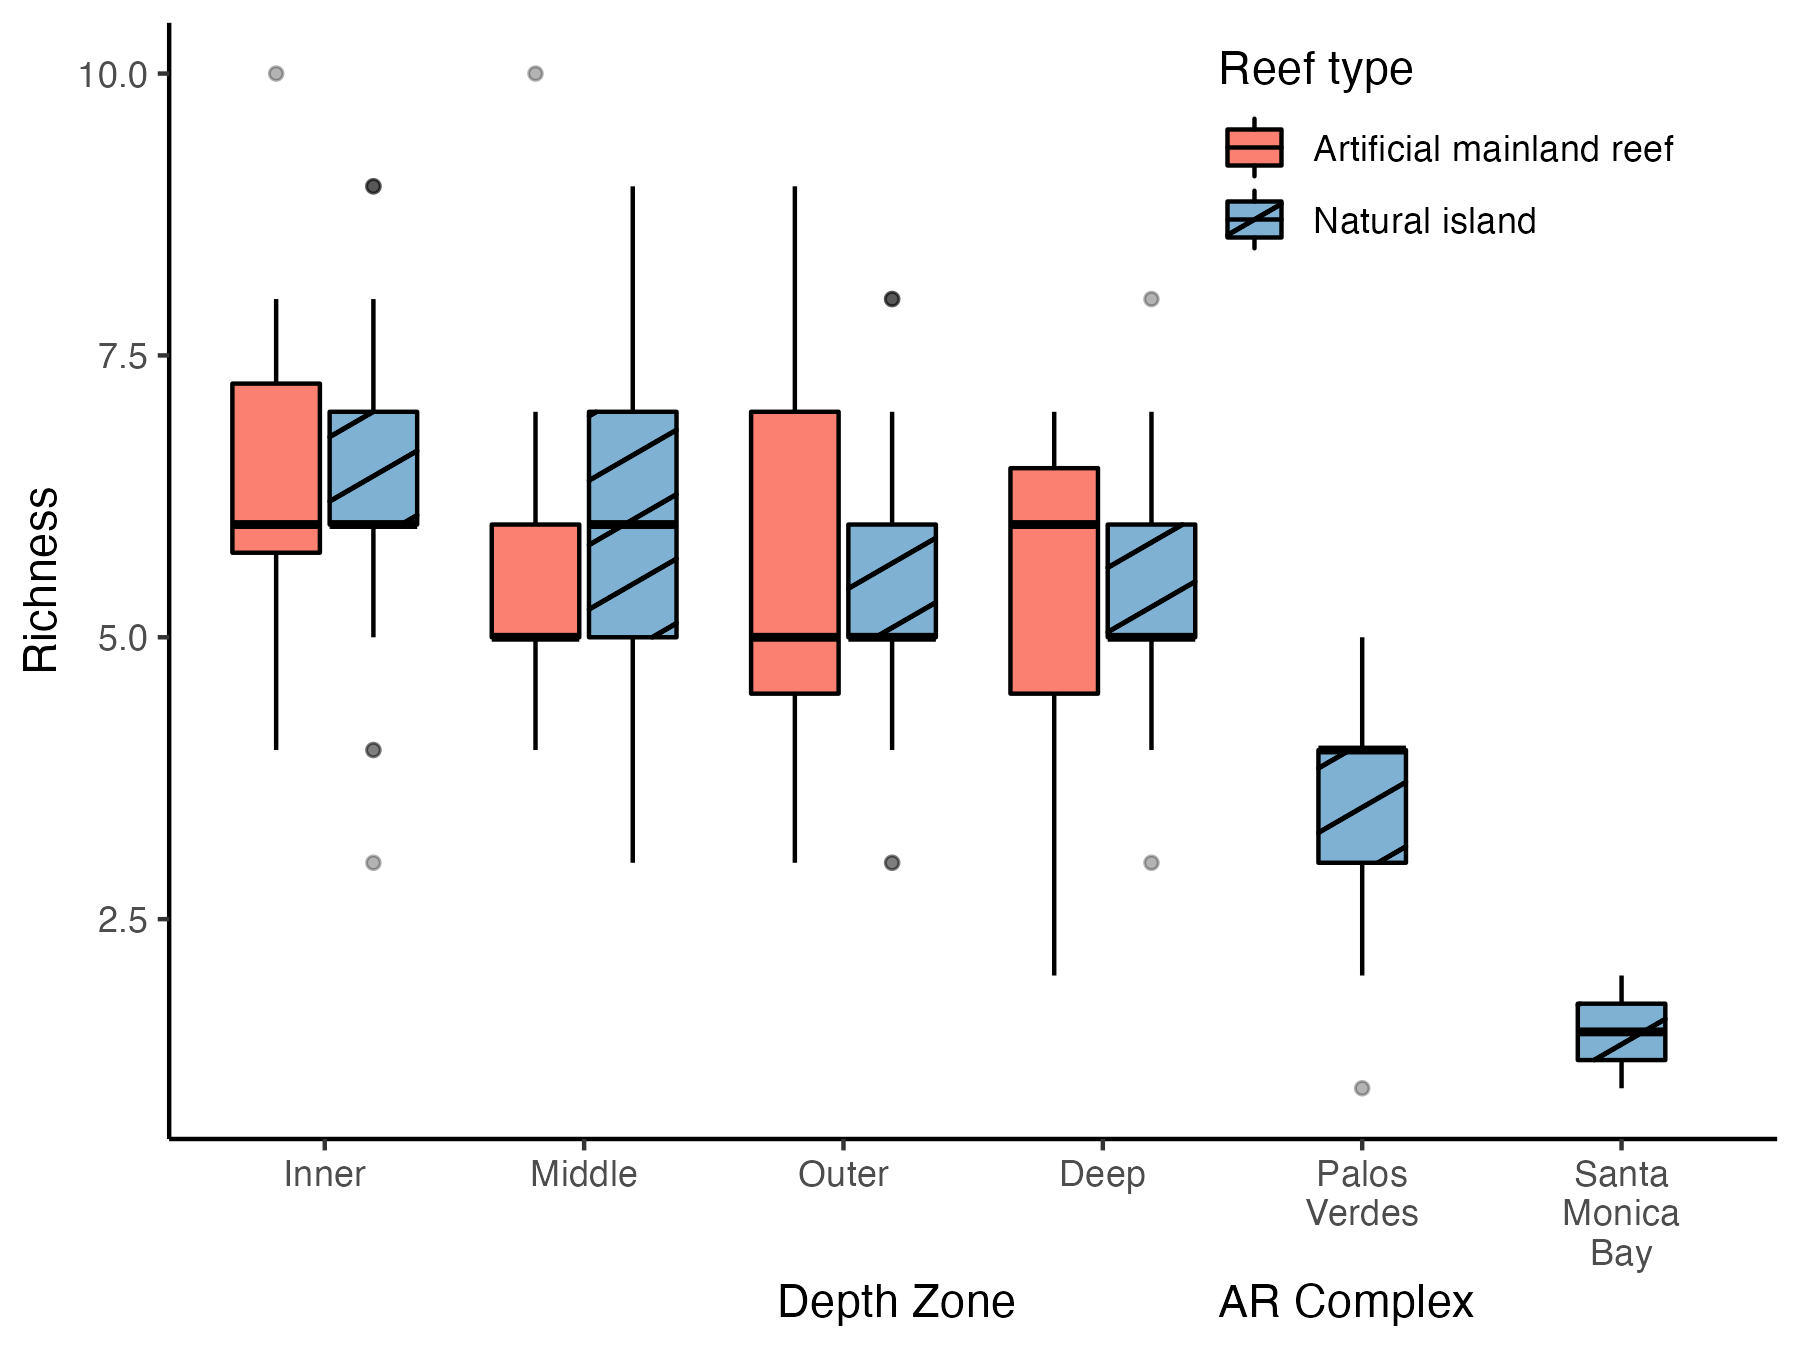 Reef type
Artificial mainland reef
Natural island
10.0
7.5
5.0
2.5
Richness
Inner
Middle
Outer
Deep
Palos
Verdes
Santa
Monica
Bay
Depth Zone
AR Complex